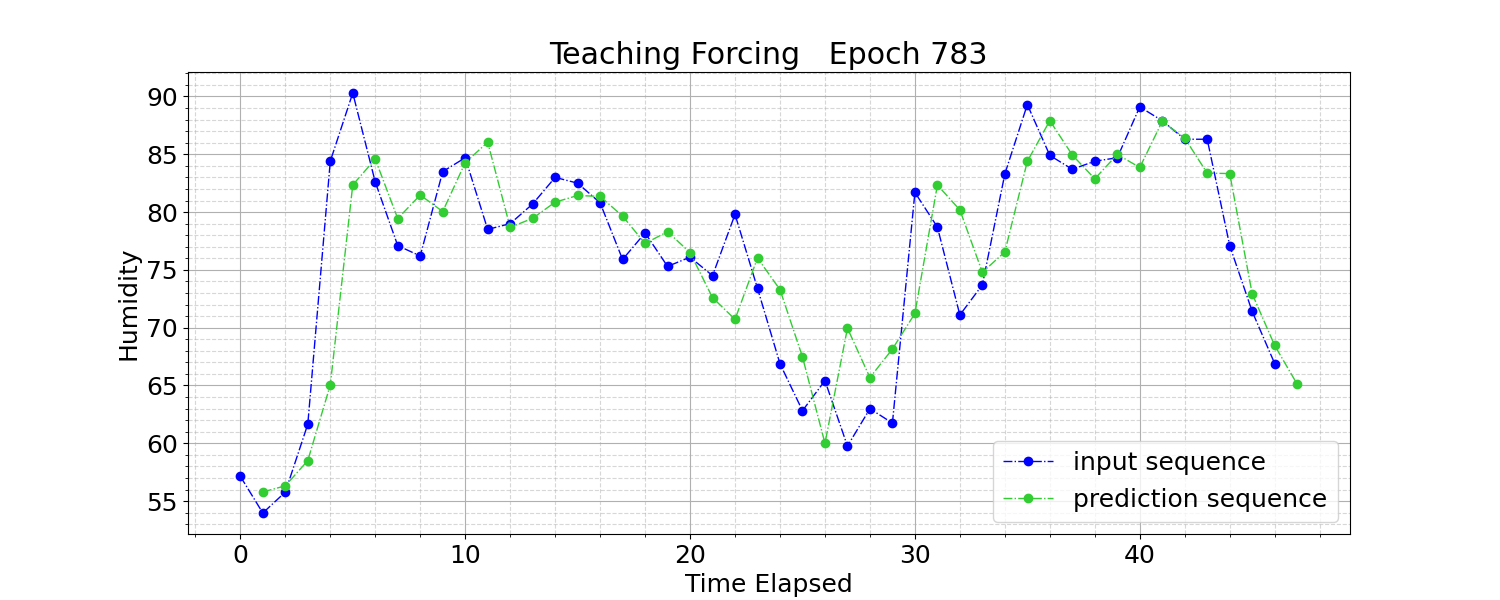 Teaching Forcing   Epoch 783
Humidity
90
85
80
75
70
65
60
55
0 10 20 30 40
Time Elapsed
input sequence
prediction sequence